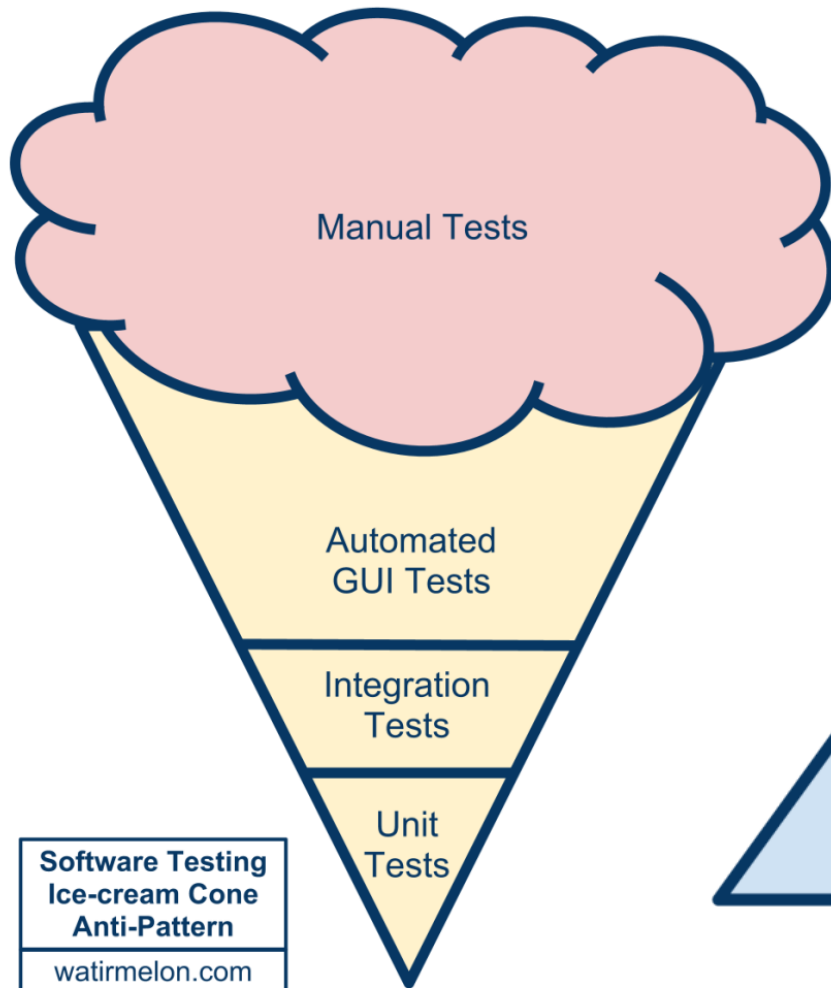 Manual Tests
Automated
GUI Tests
Integration
Tests
Unit
Tests
Software Testing
Ice-cream Cone
Anti-Pattern
watirmelon.com